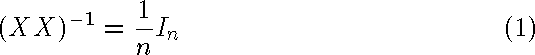 $(XX)^{-1} = \frac{1}{n} I_n$ (1)